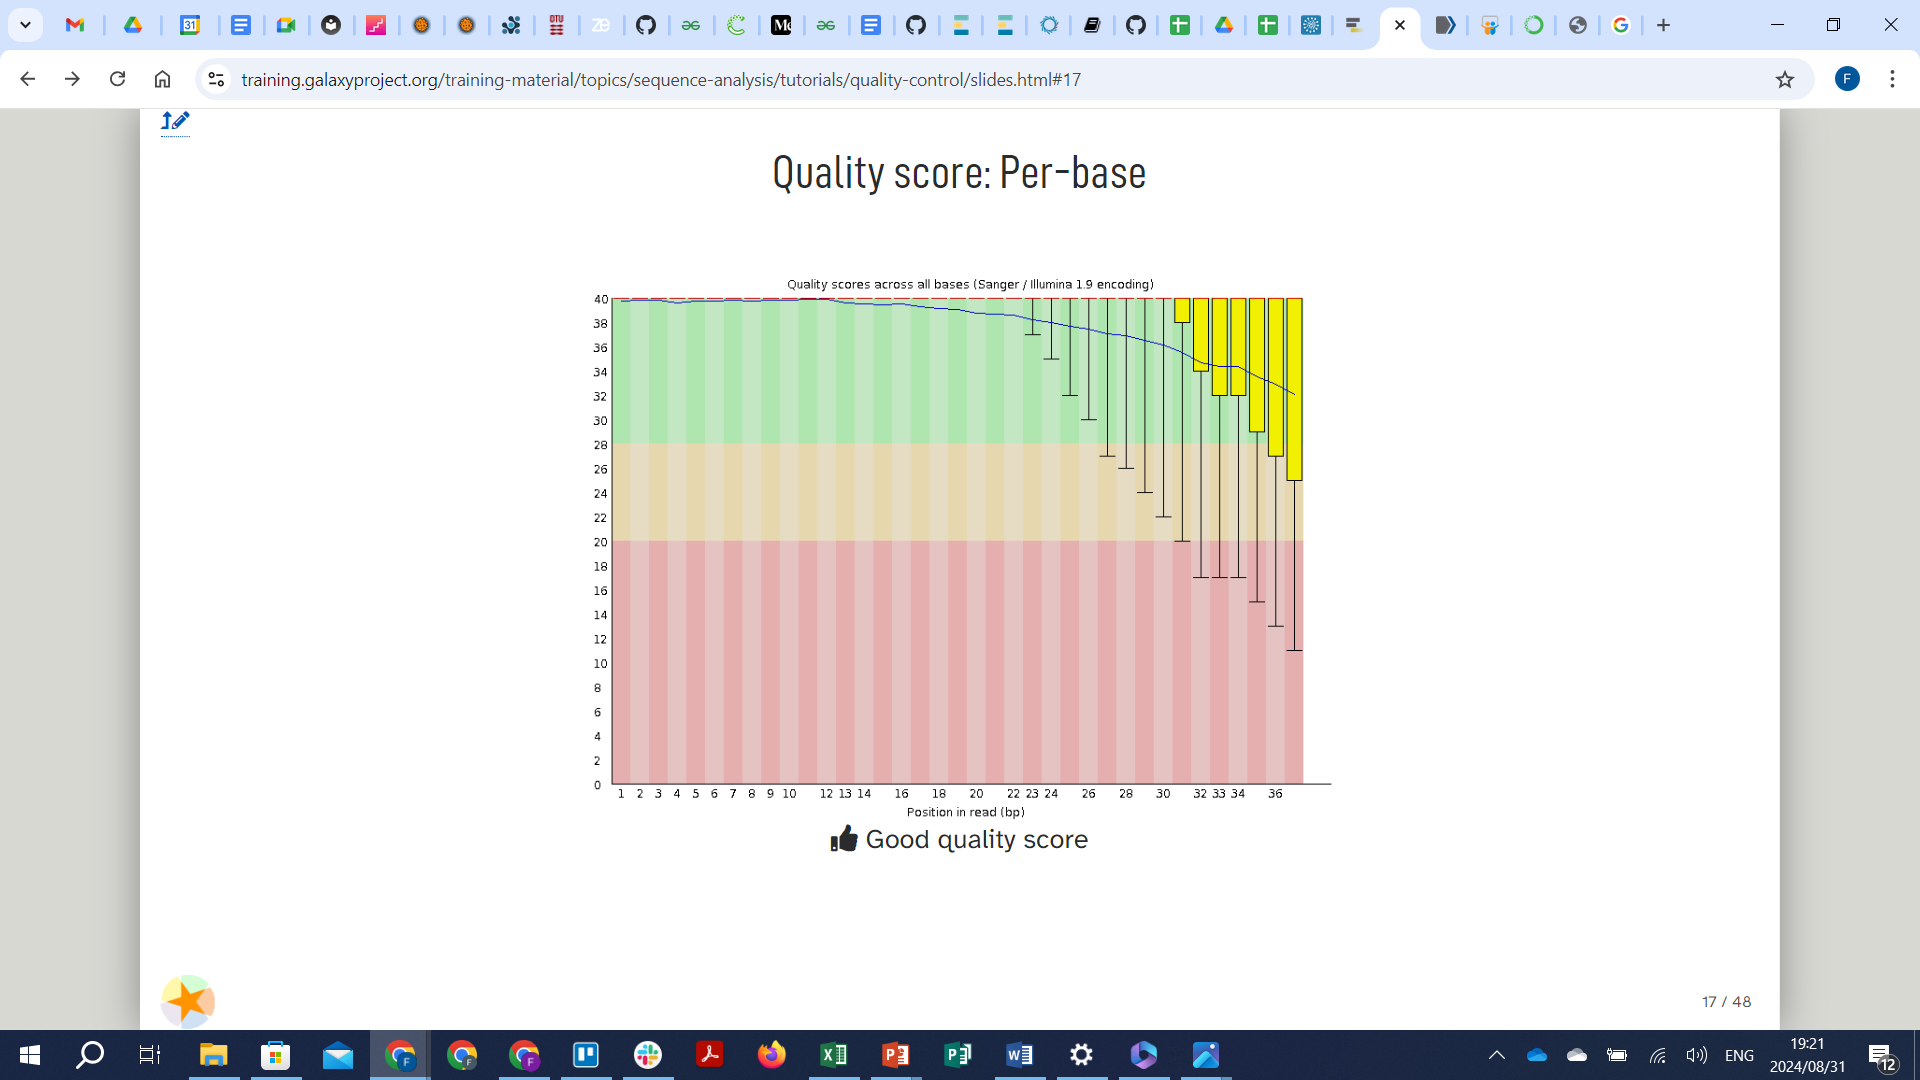 31
DTU
training.galaxyproject.org/training-material/topics/sequence-analysis/tutorials/quality-control/slides.html#17
F
Quality score: Per-base
Quality scores across all bases (Sanger / Illumina 1.9 encoding)
40
38
36
34
32
30
28
26
24
22
20
18
16
14
12
10
8
6
4
2
0
1 2 3 4 5 6 7 8 9 10 12 13 14 16 18 20 22 23 24 26 28 30 32 33 34 36
Position in read (bp)
Good quality score
17 / 48
ENG
19:21
2024/08/31
12